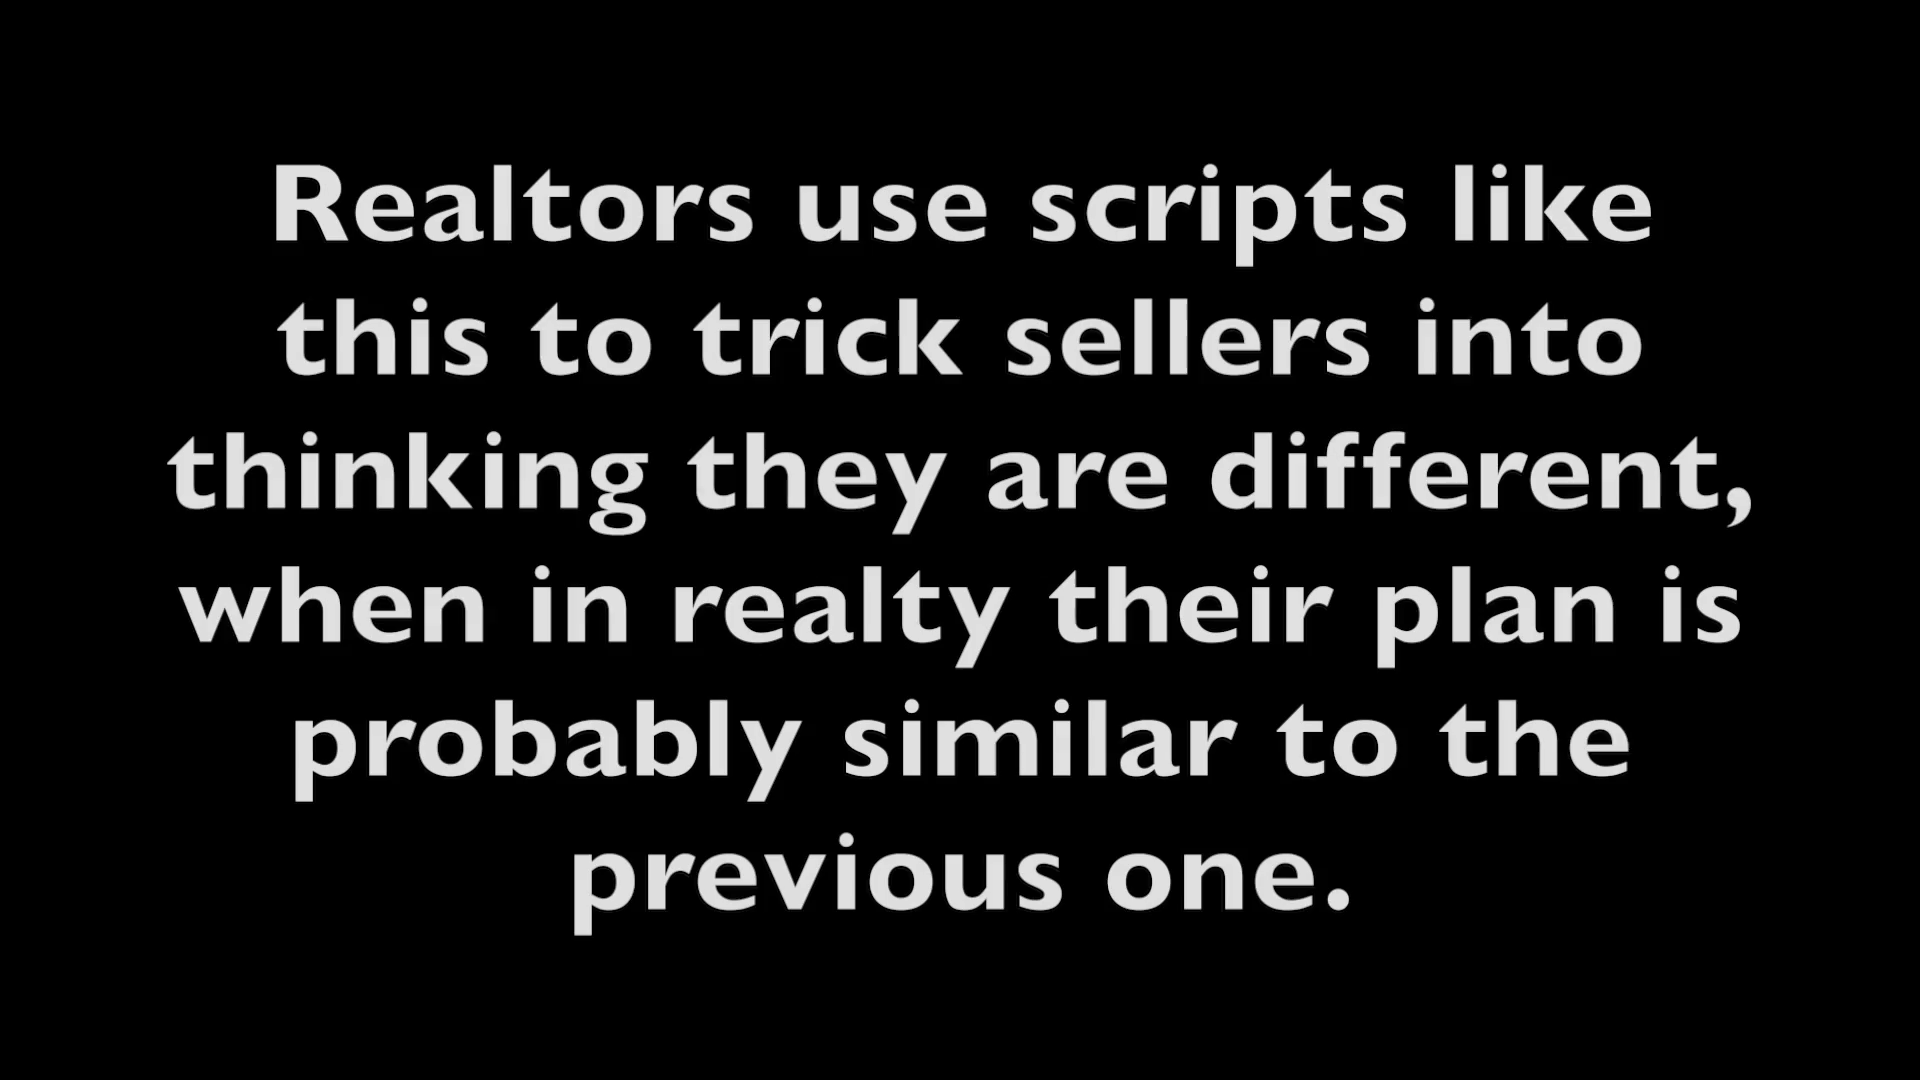 Realtors use scripts like
this to trick sellers into
thinking they are different,
when in realty their plan is
probably similar to the
previous one.